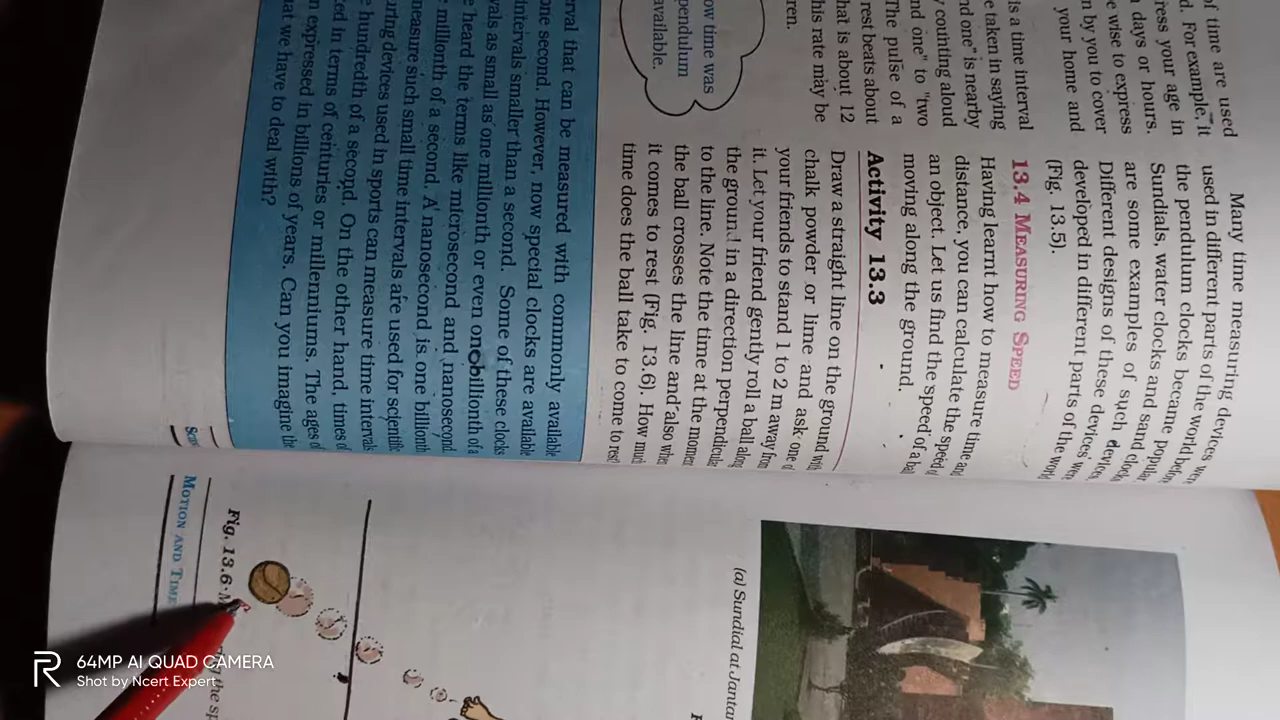 of time are used
d. For example, it
ress your age in
days or hours.
e wise to express
n by you to cover
your home and
is a time interval
e taken in saying
nd one" is nearby
y counting aloud
nd one" to "two
The pulse of a
rest beats about
hat is about 12
his rate may be
ren.
ow time was
pendulum
available.
Many time measuring devices were
used in different parts of the world before
the pendulum clocks became popular
Sundials, water clocks and sand clocks
are some examples of such devices
Different designs of these devices were
developed in different parts of the world
(Fig. 13.5).
13.4 MEASURING SPEED
Having learnt how to measure time and
distance, you can calculate the speed of
an object. Let us find the speed of a ball
moving along the ground.
Activity 13.3
Draw a straight line on the ground with
chalk powder or lime and ask one of
your friends to stand 1 to 2 m away from
it. Let your friend gently roll a ball along
the ground in a direction perpendicular
to the line. Note the time at the moment
the ball crosses the line and also when
it comes to rest (Fig. 13.6). How much
time does the ball take to come to rest?
rval that can be measured with commonly available
one second. However, now special clocks are available
intervals smaller than a second. Some of these clocks
vals as small as one millionth or even one billionth of a
e heard the terms like microsecond and nanosecond
millionth of a second. A nanosecond is one billionth
measure such small time intervals are used for scientific
uring devices used in sports can measure time intervals
e hundredth of a second. On the other hand, times of
ted in terms of centuries or millenniums. The ages of
n expressed in billions of years. Can you imagine the
at we have to deal with?
(a) Sundial at Jantar
Fig. 13.6
the sp
MOTION AND TIME
64MP AI QUAD CAMERA
Shot by Ncert Expert